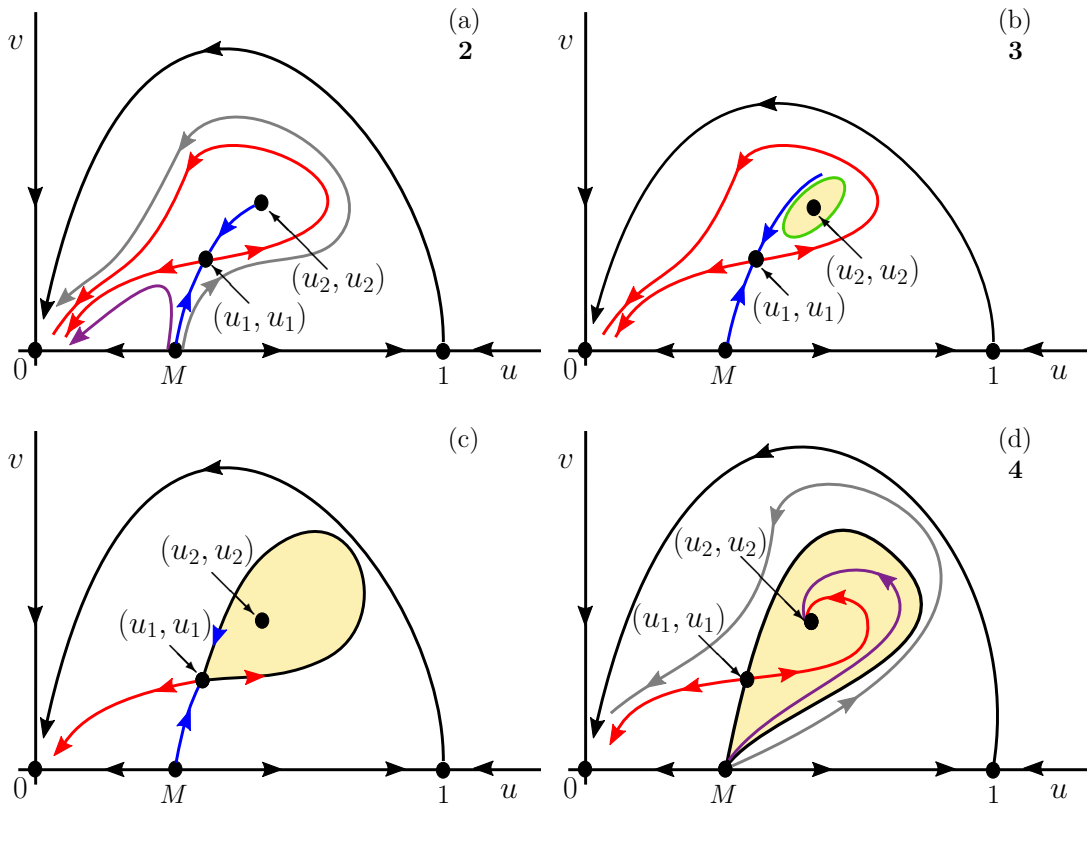 (a)
2
v
(u₂, u₂)
(u₁, u₁)
0
M
1
u
(b)
3
v
(u₂, u₂)
(u₁, u₁)
0
M
1
u
(c)
v
(u₂, u₂)
(u₁, u₁)
0
M
1
u
(d)
4
v
(u₂, u₂)
(u₁, u₁)
0
M
1
u